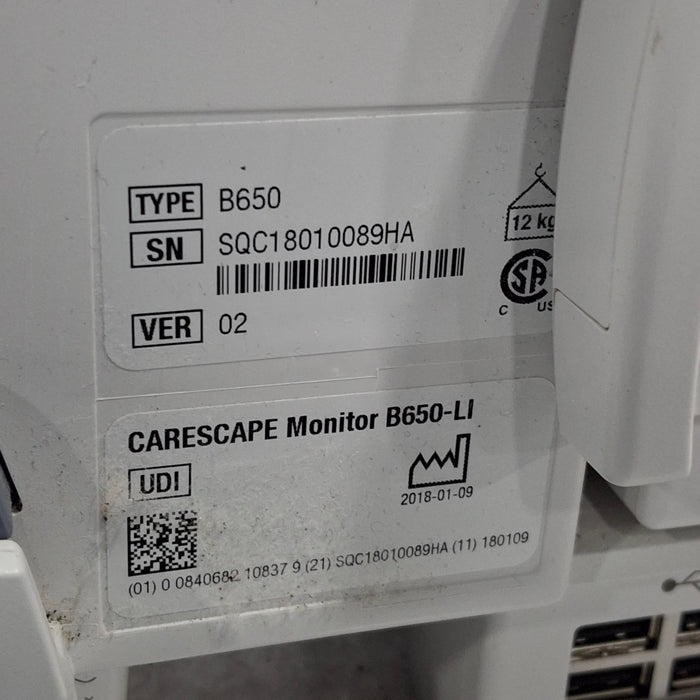 TYPE B650
12 kg
SN SQC18010089HA
SA
C US
VER 02
CARESCAPE Monitor B650-LI
UDI
2018-01-09
(01) 0 0840682 10837 9 (21) SQC18010089HA (11) 180109